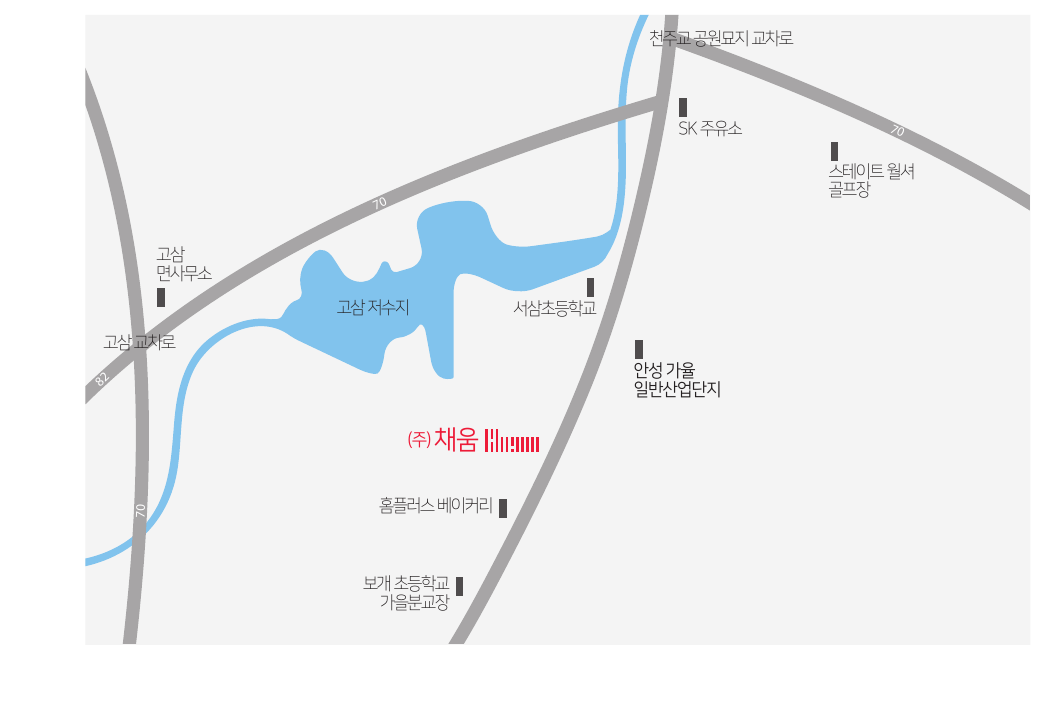 천주교 공원묘지 교차로
SK 주유소
70
스테이트 월셔
골프장
70
고삼
면사무소
고삼 저수지
서삼초등학교
고삼 교차로
82
안성 가율
일반산업단지
(주) 채움
홈플러스 베이커리
70
보개 초등학교
가을분교장